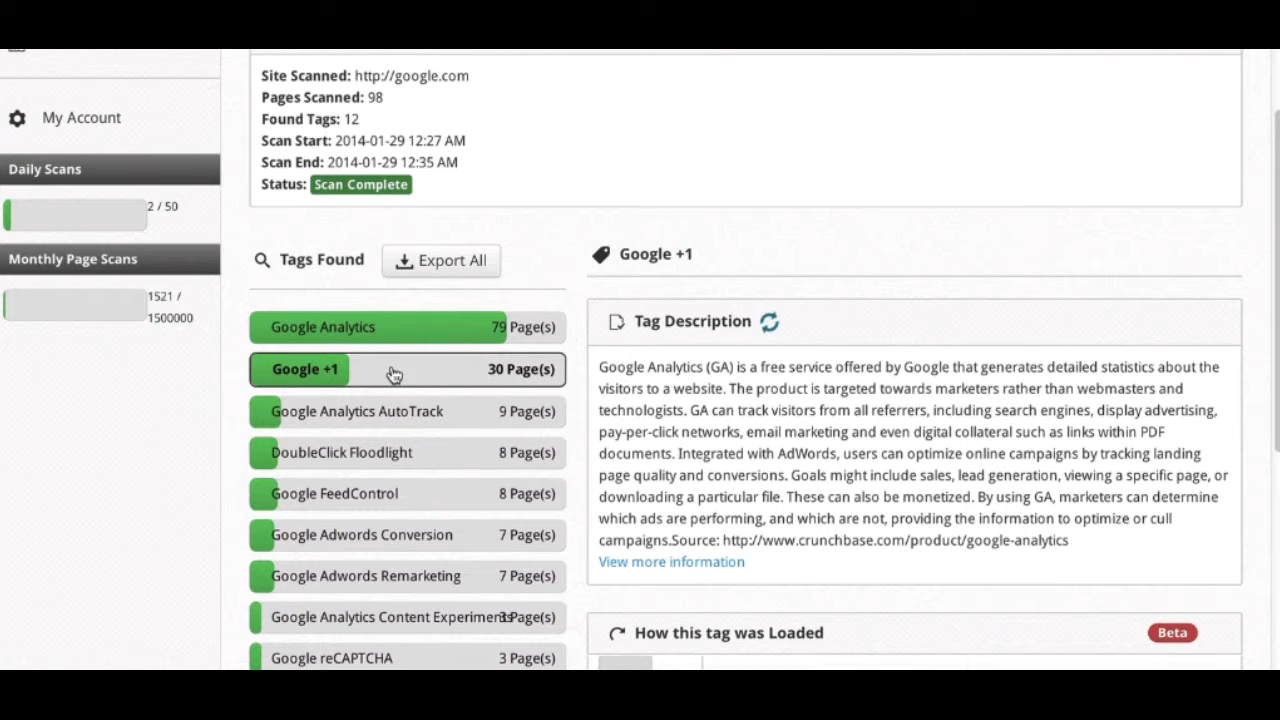 My Account
Daily Scans
2 / 50
Monthly Page Scans
1521 /
1500000
Site Scanned: http://google.com
Pages Scanned: 98
Found Tags: 12
Scan Start: 2014-01-29 12:27 AM
Scan End: 2014-01-29 12:35 AM
Status: Scan Complete
Tags Found
Export All
Google Analytics 79 Page(s)
Google +1 30 Page(s)
Google Analytics AutoTrack 9 Page(s)
DoubleClick Floodlight 8 Page(s)
Google FeedControl 8 Page(s)
Google Adwords Conversion 7 Page(s)
Google Adwords Remarketing 7 Page(s)
Google Analytics Content Experiments 3 Page(s)
Google reCAPTCHA 3 Page(s)
Google +1
Tag Description
Google Analytics (GA) is a free service offered by Google that generates detailed statistics about the
visitors to a website. The product is targeted towards marketers rather than webmasters and
technologists. GA can track visitors from all referrers, including search engines, display advertising,
pay-per-click networks, email marketing and even digital collateral such as links within PDF
documents. Integrated with AdWords, users can optimize online campaigns by tracking landing
page quality and conversions. Goals might include sales, lead generation, viewing a specific page, or
downloading a particular file. These can also be monetized. By using GA, marketers can determine
which ads are performing, and which are not, providing the information to optimize or cull
campaigns.Source: http://www.crunchbase.com/product/google-analytics
View more information
How this tag was Loaded
Beta